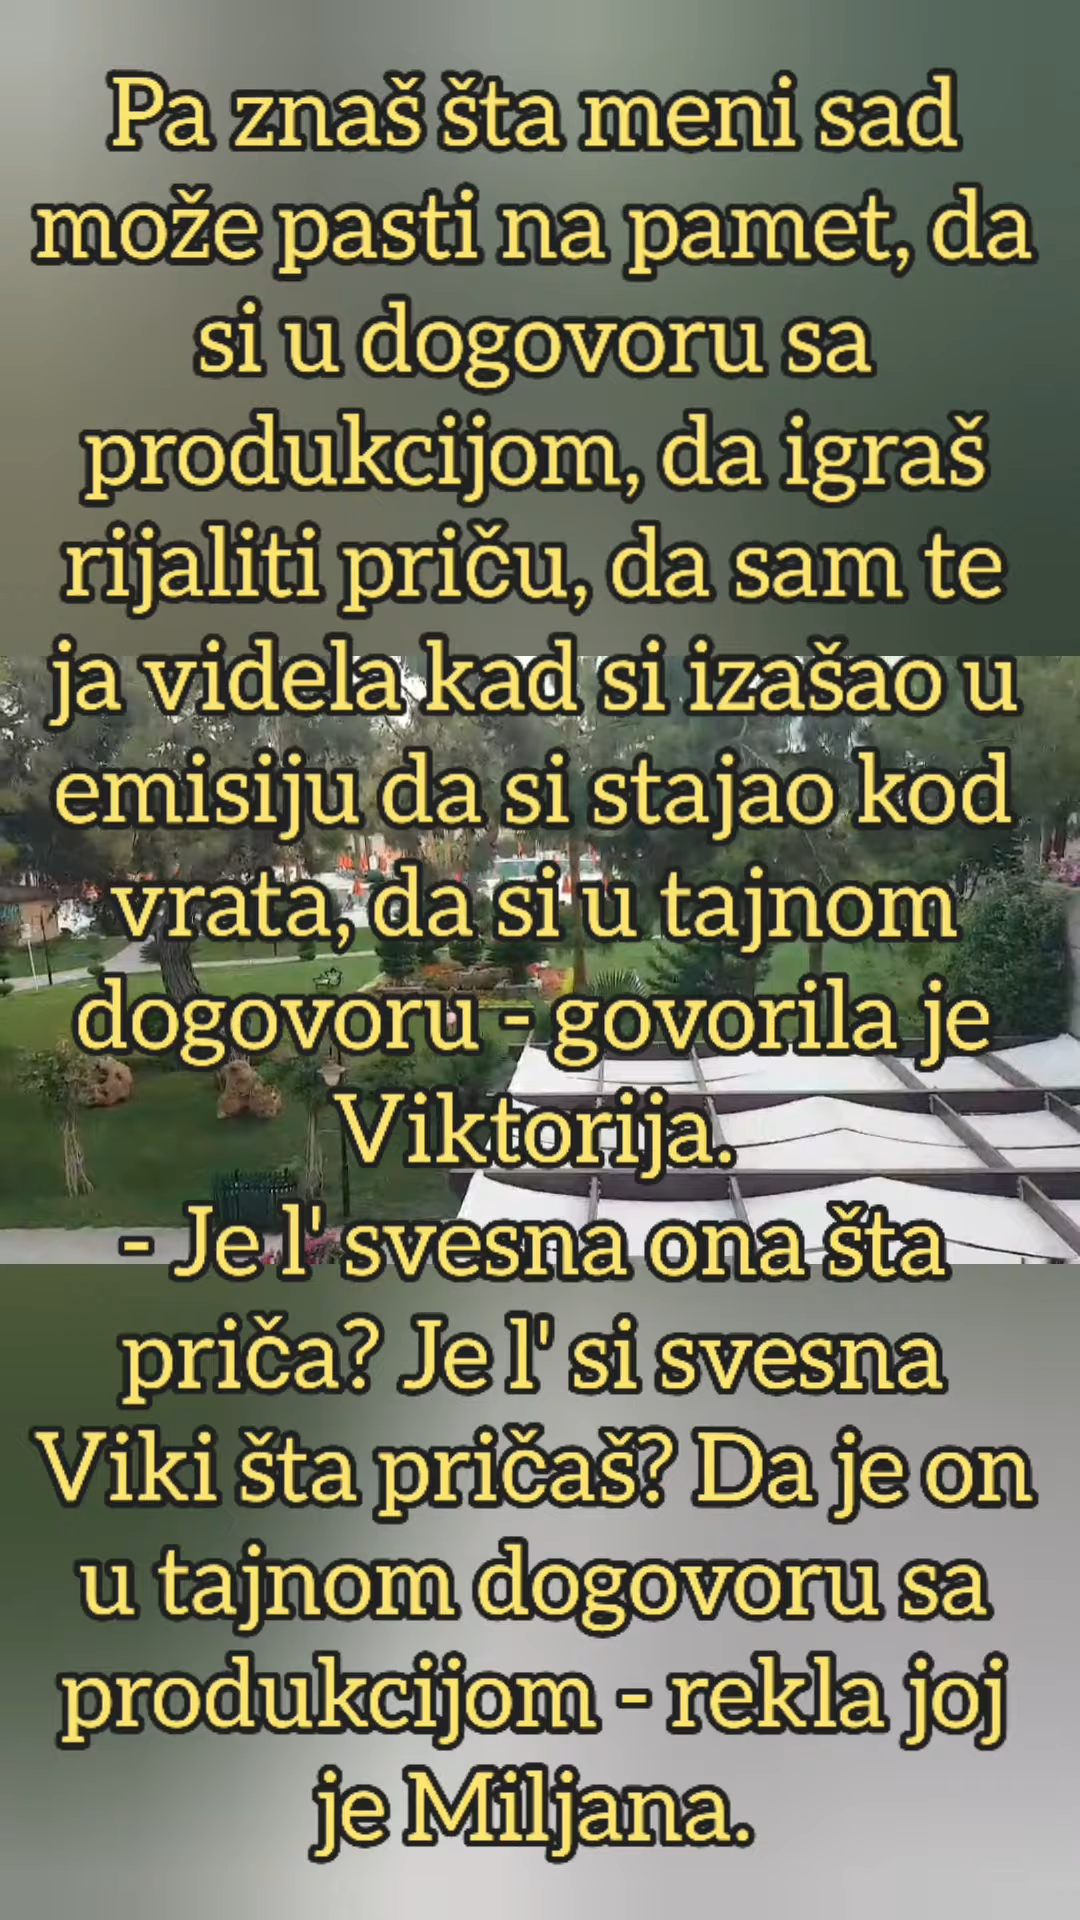 Pa znaš šta meni sad
može pasti na pamet, da
si u dogovoru sa
produkcijom, da igraš
rijaliti priču, da sam te
ja videla kad si izašao u
emisiju da si stajao kod
vrata, da si u tajnom
dogovoru - govorila je
Viktorija.
- Je l' svesna ona šta
priča? Je l' si svesna
Viki šta pričaš? Da je on
u tajnom dogovoru sa
produkcijom - rekla joj
je Miljana.